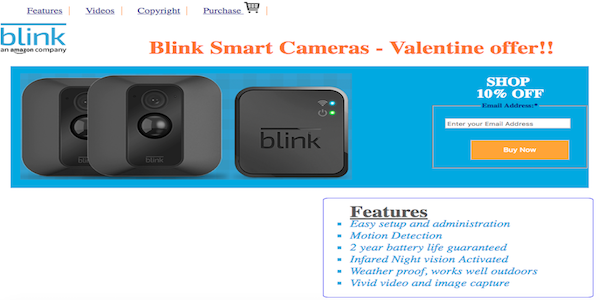 Features | Videos | Copyright | Purchase |
blink
an amazon company
Blink Smart Cameras - Valentine offer!!
SHOP
10% OFF
Email Address:*
Enter your Email Address
Buy Now
blink
Features
Easy setup and administration
Motion Detection
2 year battery life guaranteed
Infared Night vision Activated
Weather proof, works well outdoors
Vivid video and image capture